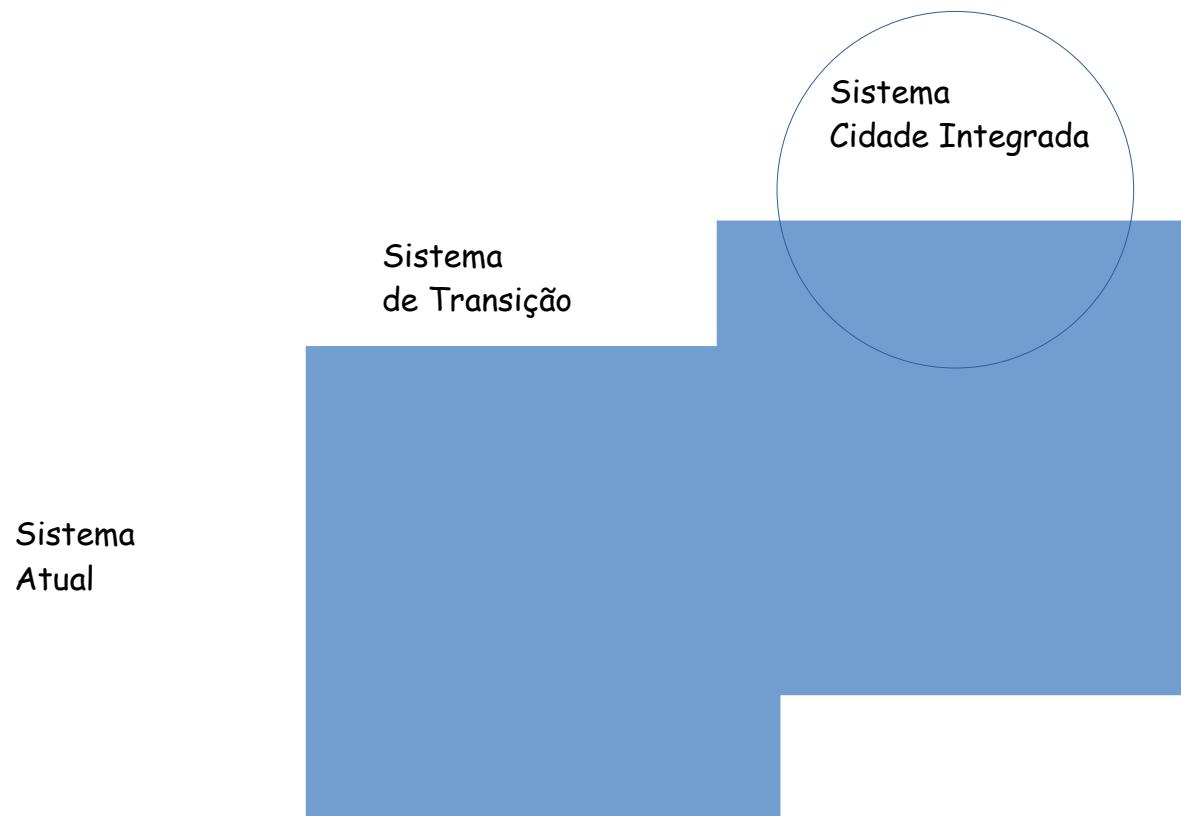 Sistema
Cidade Integrada
Sistema
de Transição
Sistema
Atual